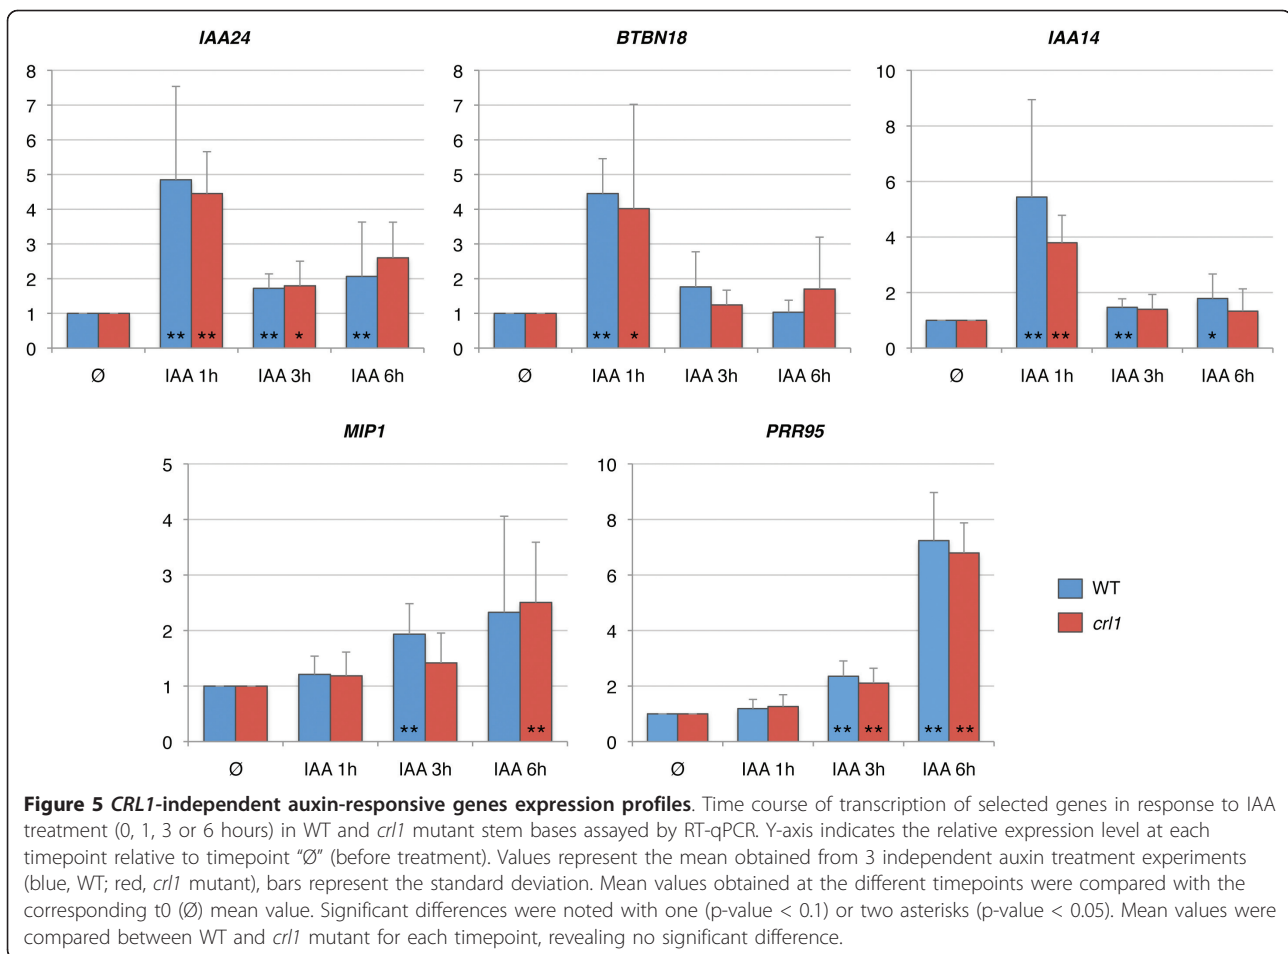 IAA24
8
7
6
5
4
3
2
1
0
** ** ** * **
Ø IAA 1h IAA 3h IAA 6h
BTBN18
8
7
6
5
4
3
2
1
0
** *
Ø IAA 1h IAA 3h IAA 6h
IAA14
10
8
6
4
2
0
** ** ** *
Ø IAA 1h IAA 3h IAA 6h
MIP1
5
4
3
2
1
0
** **
Ø IAA 1h IAA 3h IAA 6h
PRR95
10
8
6
4
2
0
** ** ** **
Ø IAA 1h IAA 3h IAA 6h
WT
crl1
Figure 5 CRL1-independent auxin-responsive genes expression profiles. Time course of transcription of selected genes in response to IAA
treatment (0, 1, 3 or 6 hours) in WT and crl1 mutant stem bases assayed by RT-qPCR. Y-axis indicates the relative expression level at each
timepoint relative to timepoint “Ø” (before treatment). Values represent the mean obtained from 3 independent auxin treatment experiments
(blue, WT; red, crl1 mutant), bars represent the standard deviation. Mean values obtained at the different timepoints were compared with the
corresponding t0 (Ø) mean value. Significant differences were noted with one (p-value < 0.1) or two asterisks (p-value < 0.05). Mean values were
compared between WT and crl1 mutant for each timepoint, revealing no significant difference.